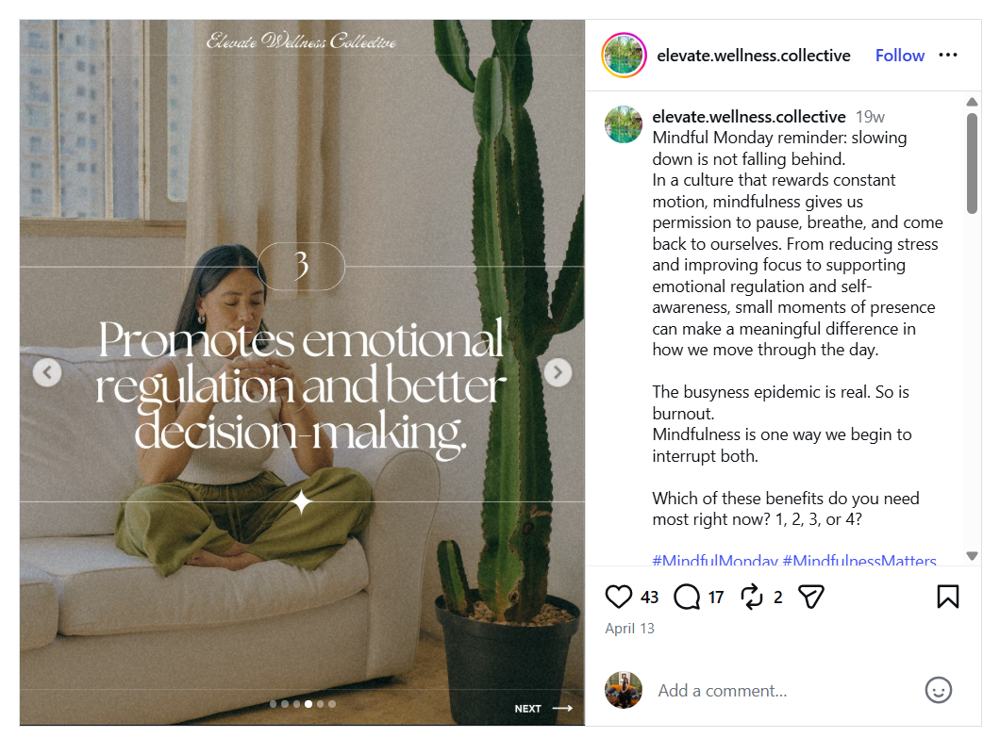 Elevate Wellness Collective
3
Promotes emotional
regulation and better
decision-making.
NEXT
elevate.wellness.collective
Follow
elevate.wellness.collective 19w
Mindful Monday reminder: slowing
down is not falling behind.
In a culture that rewards constant
motion, mindfulness gives us
permission to pause, breathe, and come
back to ourselves. From reducing stress
and improving focus to supporting
emotional regulation and self-
awareness, small moments of presence
can make a meaningful difference in
how we move through the day.
The busyness epidemic is real. So is
burnout.
Mindfulness is one way we begin to
interrupt both.
Which of these benefits do you need
most right now? 1, 2, 3, or 4?
#MindfulMonday #MindfulnessMatters
43 17 2
April 13
Add a comment...